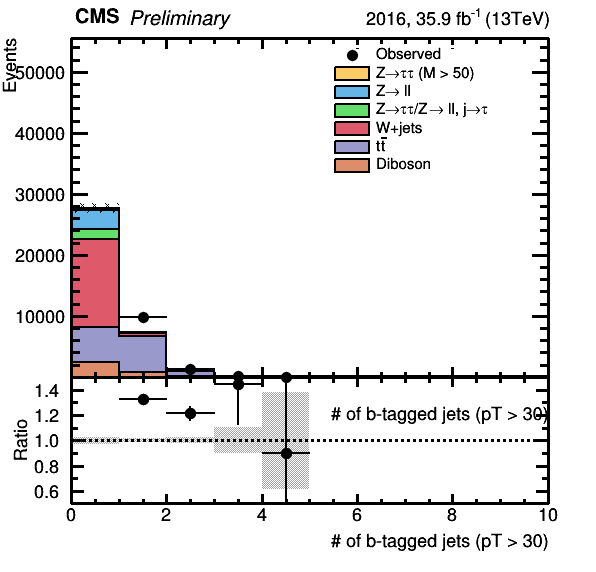 CMS Preliminary 2016, 35.9 fb⁻¹ (13TeV)
Events
50000
40000
30000
20000
10000
Observed
Z→ττ (M > 50)
Z→ ll
Z→ττ/Z→ ll, j→τ
W+jets
tt̄
Diboson
Ratio
1.4
1.2
1.0
0.8
0.6
# of b-tagged jets (pT > 30)
0 2 4 6 8 10
# of b-tagged jets (pT > 30)